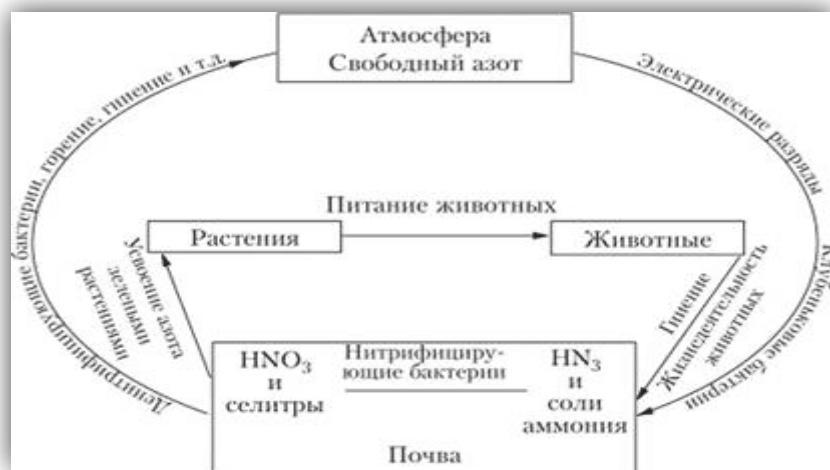 Атмосфера
Свободный азот
Денитрифицирующие бактерии, горение, гниение и т.д.
Электрические разряды
Клубеньковые бактерии
Питание животных
Растения
Животные
Усвоение азота
зелеными
растениями
Гниение
Жизнедеятельность
животных
HNO₃
и
селитры
Нитрифициру-
ющие бактерии
HN₃
и
соли
аммония
Почва